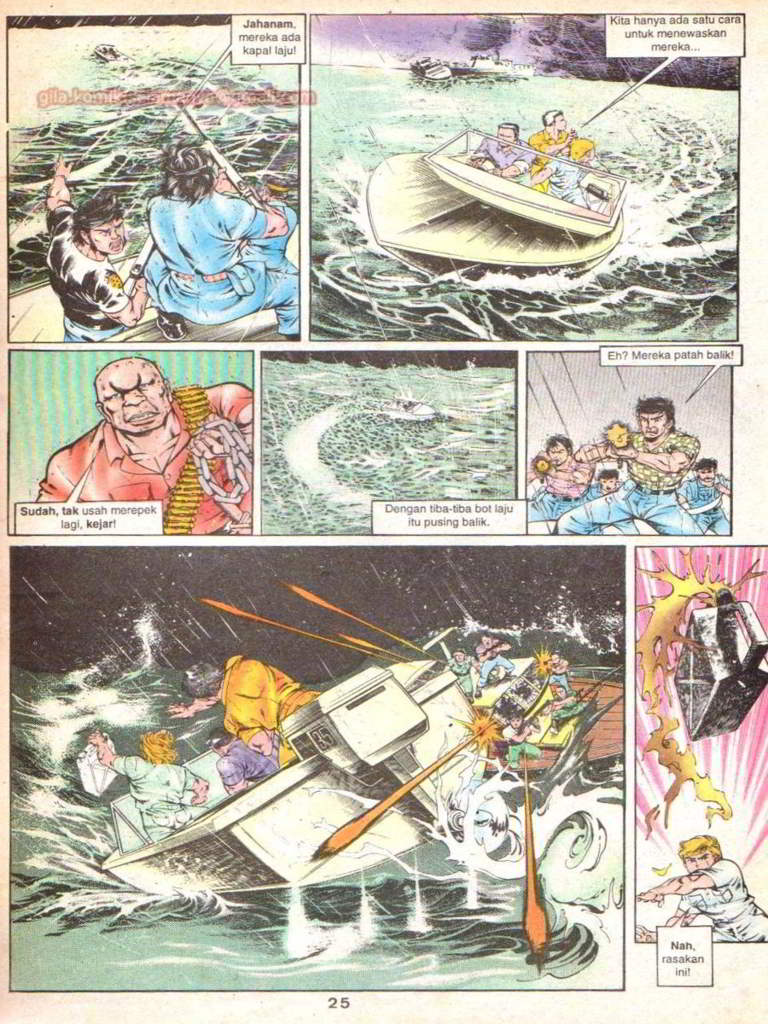 Jahanam,
mereka ada
kapal laju!
Kita hanya ada satu cara
untuk menewaskan
mereka...
Sudah, tak usah merepek
lagi, kejar!
Dengan tiba-tiba bot laju
itu pusing balik.
Eh? Mereka patah balik!
Nah,
rasakan
ini!
25